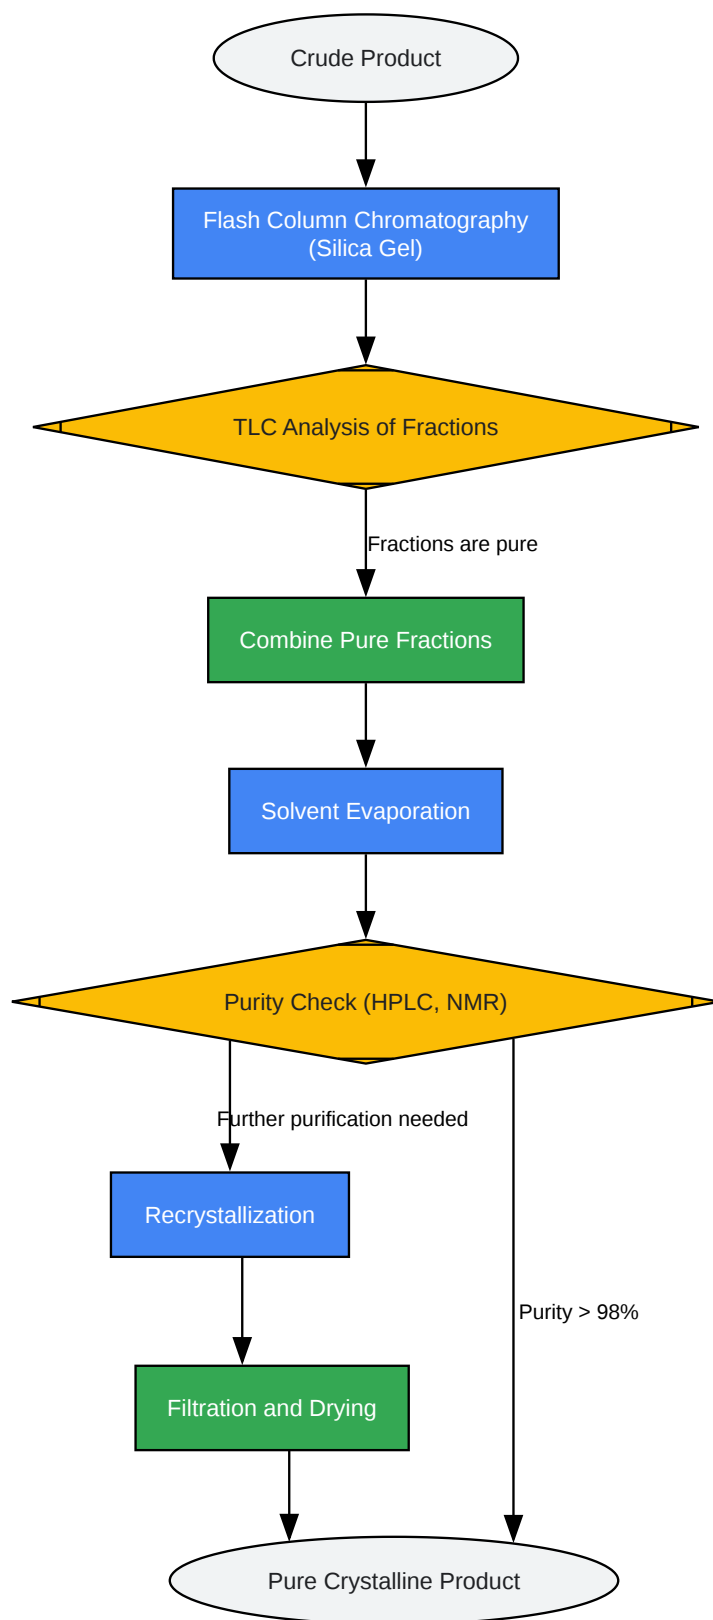 Crude Product
Flash Column Chromatography
(Silica Gel)
TLC Analysis of Fractions
Fractions are pure
Combine Pure Fractions
Solvent Evaporation
Purity Check (HPLC, NMR)
Further purification needed
Recrystallization
Purity > 98%
Filtration and Drying
Pure Crystalline Product